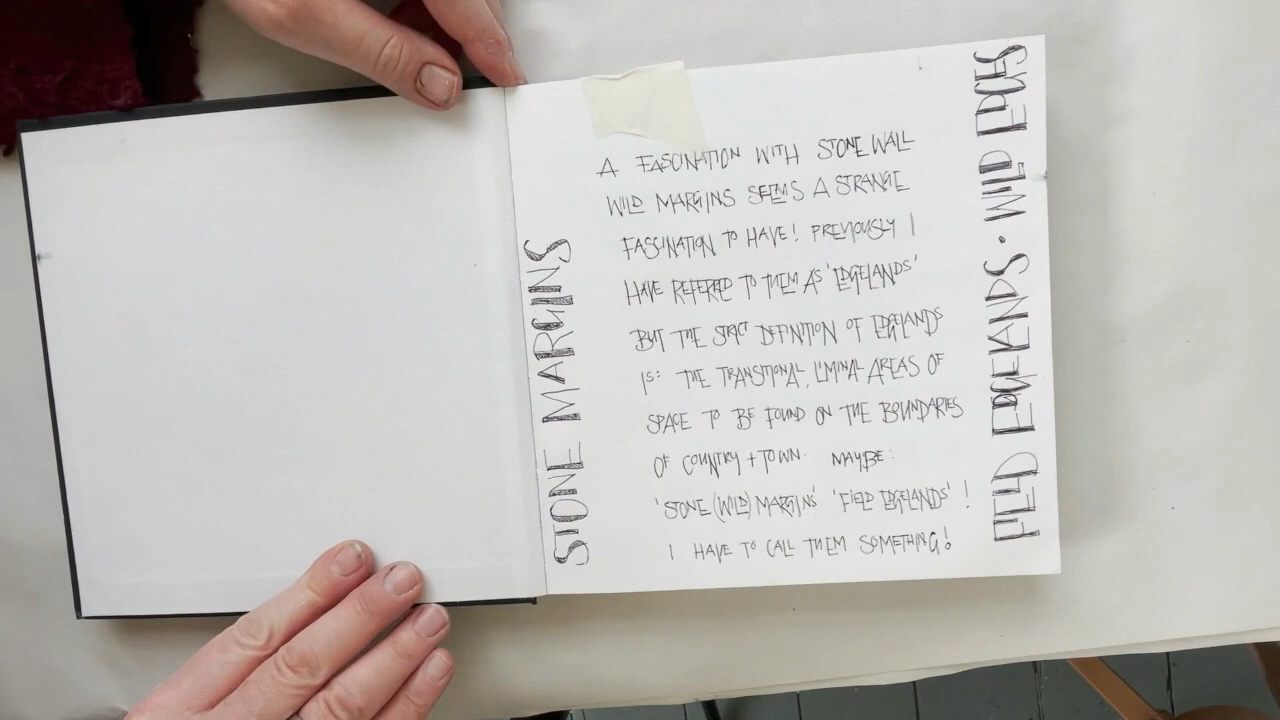 STONE MARGINS
A FASCINATION WITH STONE WALL
WILD MARGINS SEEMS A STRANGE
FASCINATION TO HAVE! PREVIOUSLY I
HAVE REFERRED TO THEM AS 'EDGELANDS'
BUT THE STRICT DEFINITION OF EDGELANDS
IS: THE TRANSITIONAL, LIMINAL AREAS OF
SPACE TO BE FOUND ON THE BOUNDARIES
OF COUNTRY + TOWN. MAYBE:
'STONE (WILD) MARGINS' 'FIELD EDGELANDS' !
I HAVE TO CALL THEM SOMETHING!
FIELD EDGELANDS • WILD EDGES